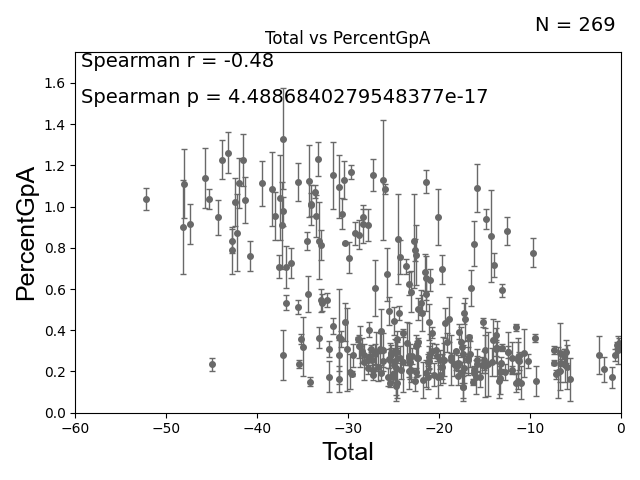 N = 269
Total vs PercentGpA
Spearman r = -0.48
Spearman p = 4.4886840279548377e-17
PercentGpA
1.6
1.4
1.2
1.0
0.8
0.6
0.4
0.2
0.0
−60 −50 −40 −30 −20 −10 0
Total